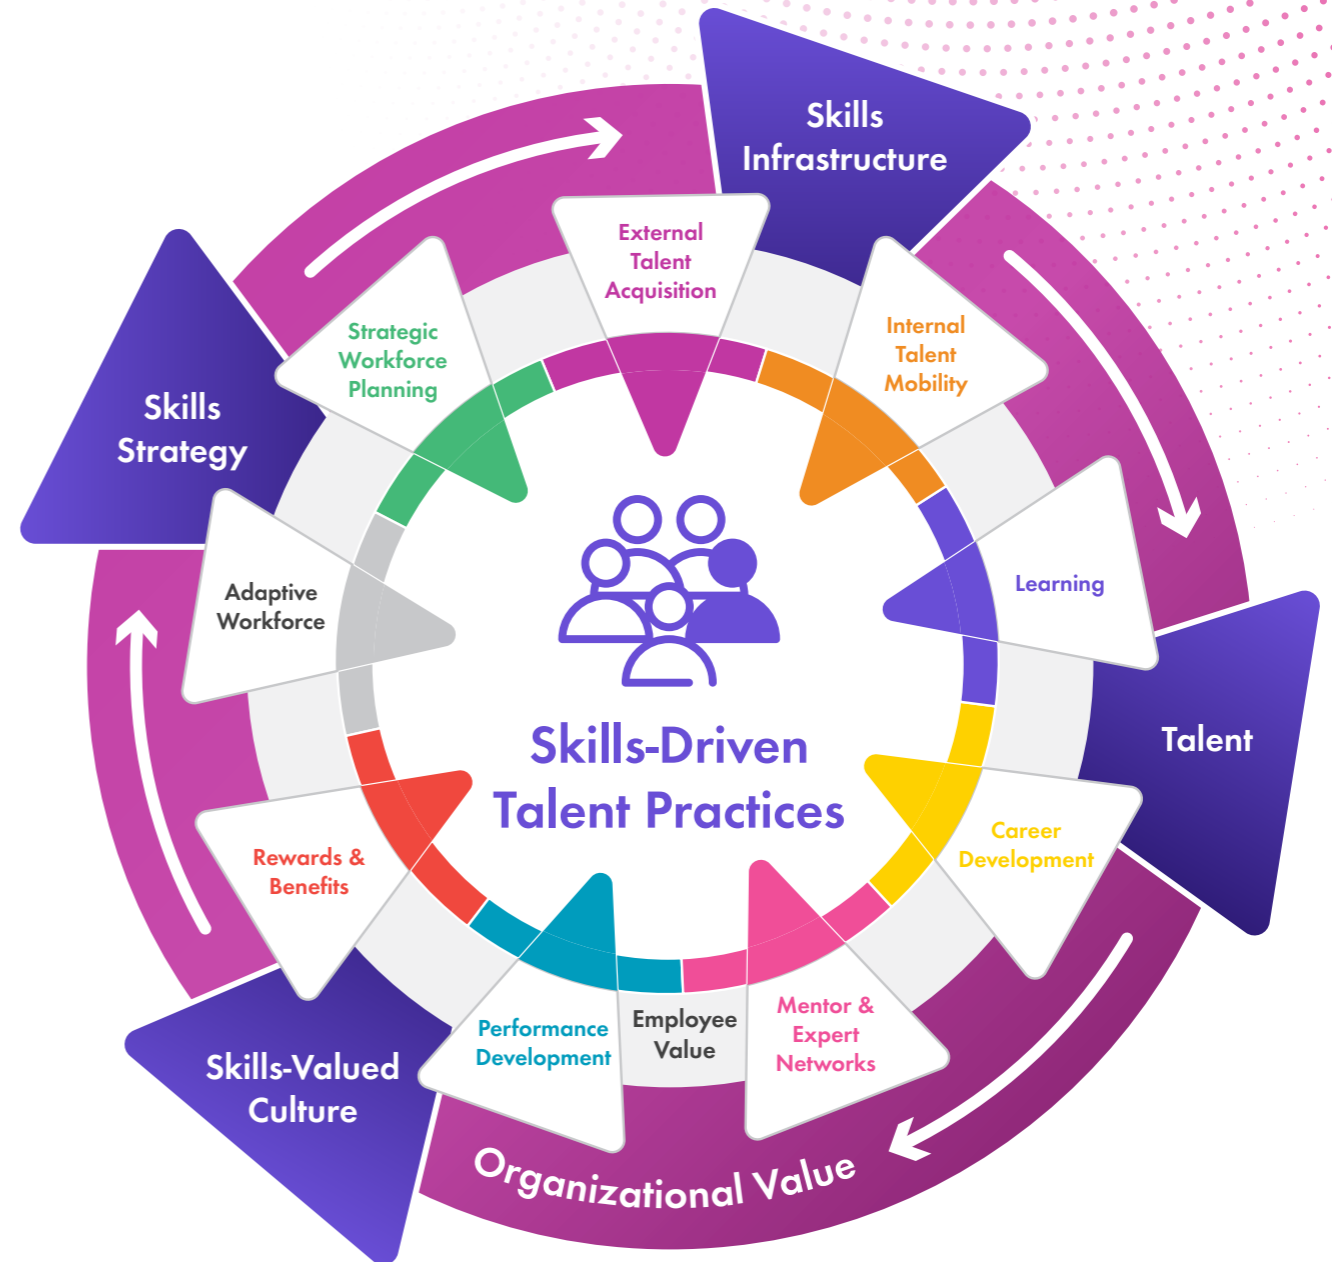 Skills
Infrastructure
External
Talent
Acquisition
Strategic
Workforce
Planning
Internal
Talent
Mobility
Skills
Strategy
Adaptive
Workforce
Learning
Talent
Skills-Driven
Talent Practices
Career
Development
Rewards &
Benefits
Performance
Development
Employee
Value
Mentor &
Expert
Networks
Skills-Valued
Culture
Organizational Value